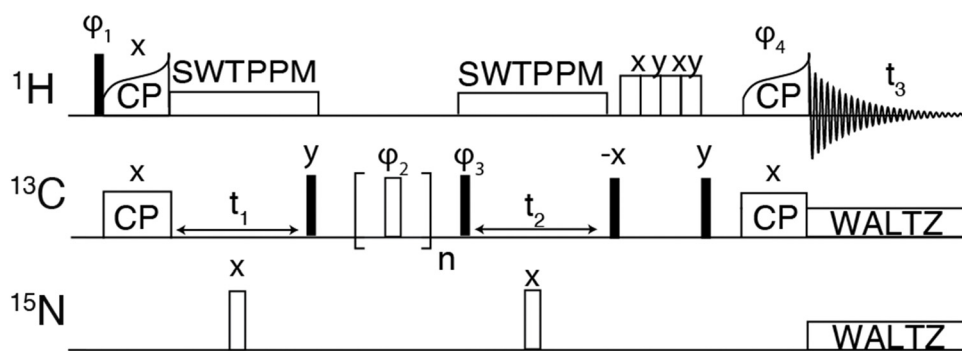 φ1 x φ4
SWTPPM SWTPPM x y x y
¹H CP CP t3
y φ2 φ3 -x y
x x
¹³C CP t1 t2 CP WALTZ
n
x x
¹⁵N WALTZ